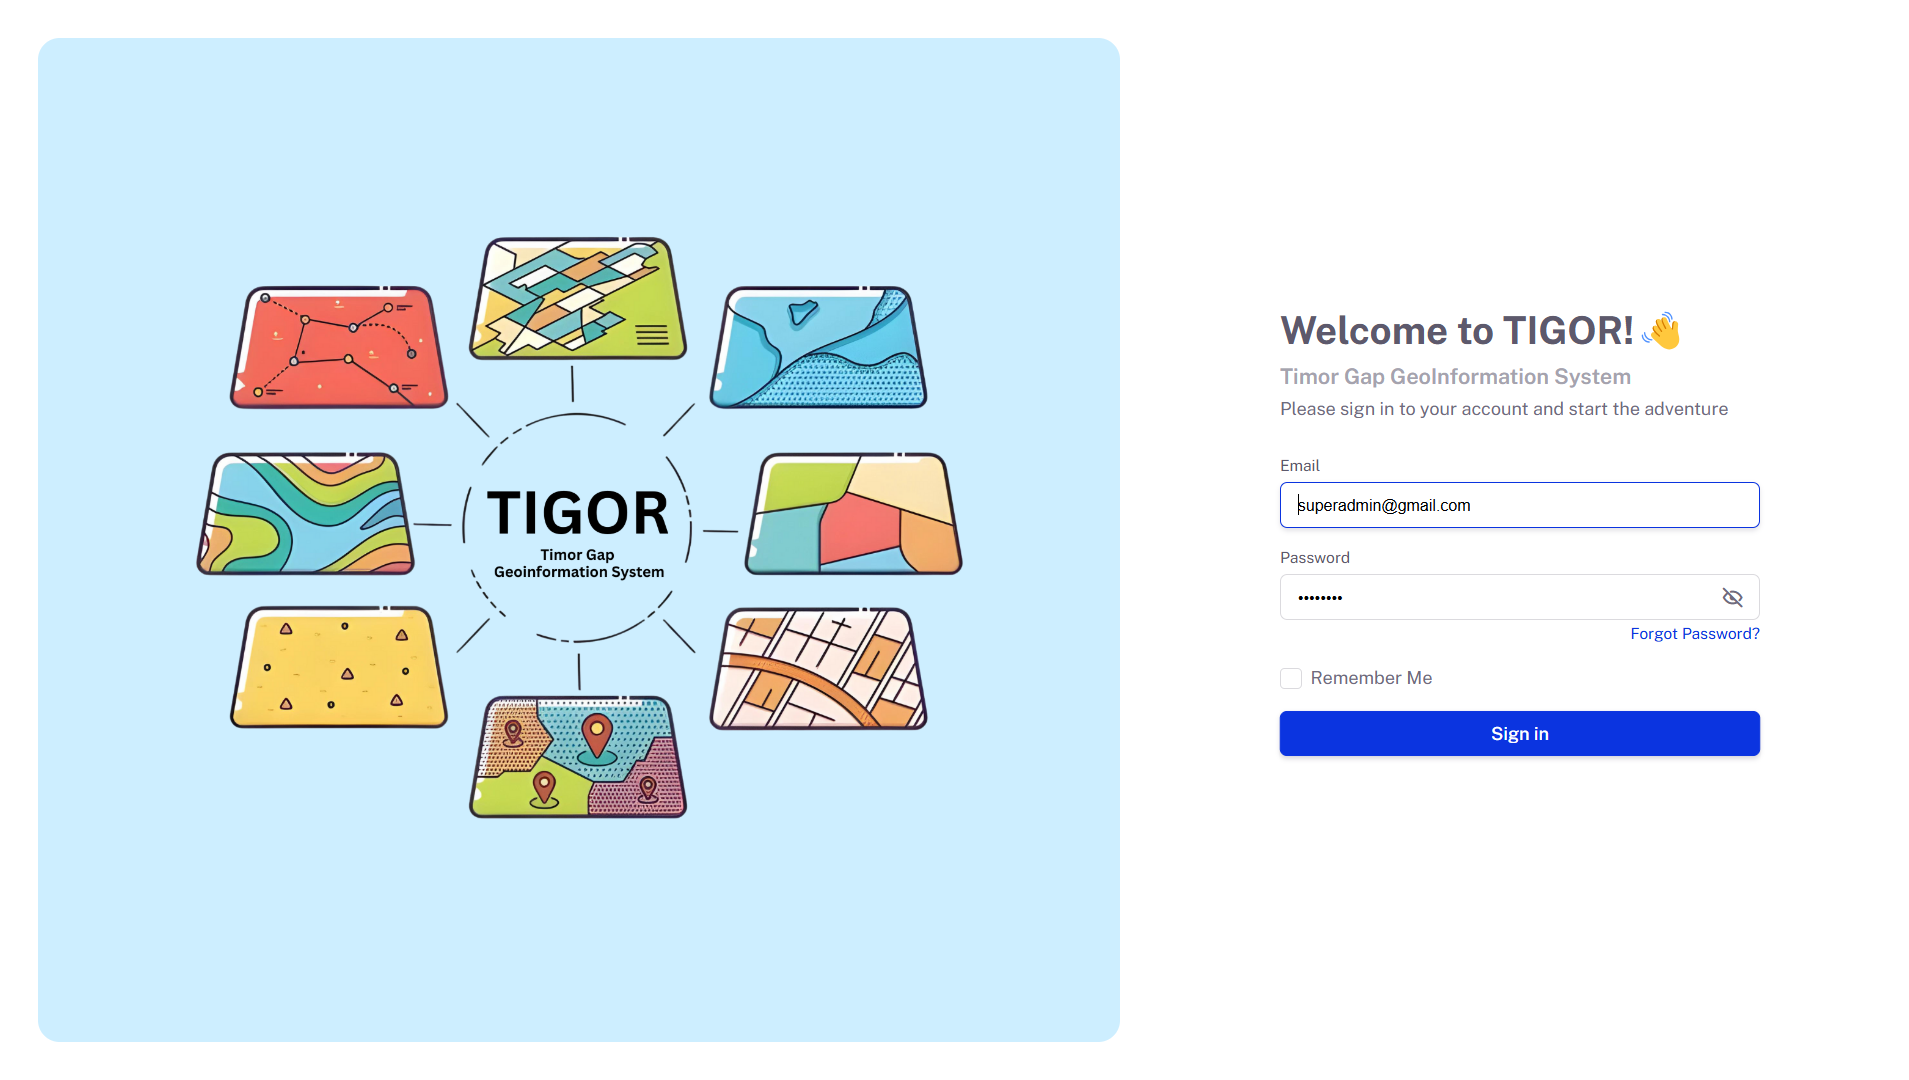 TIGOR
Timor Gap
Geoinformation System
Welcome to TIGOR! 👋
Timor Gap GeoInformation System
Please sign in to your account and start the adventure
Email
superadmin@gmail.com
Password
••••••••
Forgot Password?
Remember Me
Sign in